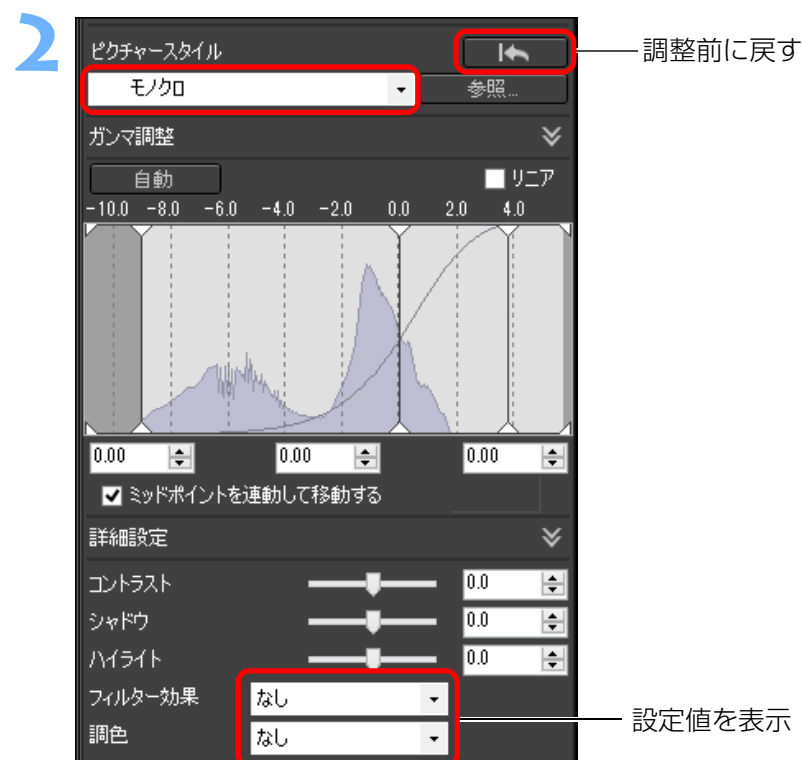 2
ピクチャースタイル
調整前に戻す
モノクロ
参照...
ガンマ調整
自動
リニア
-10.0 -8.0 -6.0 -4.0 -2.0 0.0 2.0 4.0
0.00 0.00 0.00
ミッドポイントを連動して移動する
詳細設定
コントラスト 0.0
シャドウ 0.0
ハイライト 0.0
フィルター効果 なし
設定値を表示
調色 なし